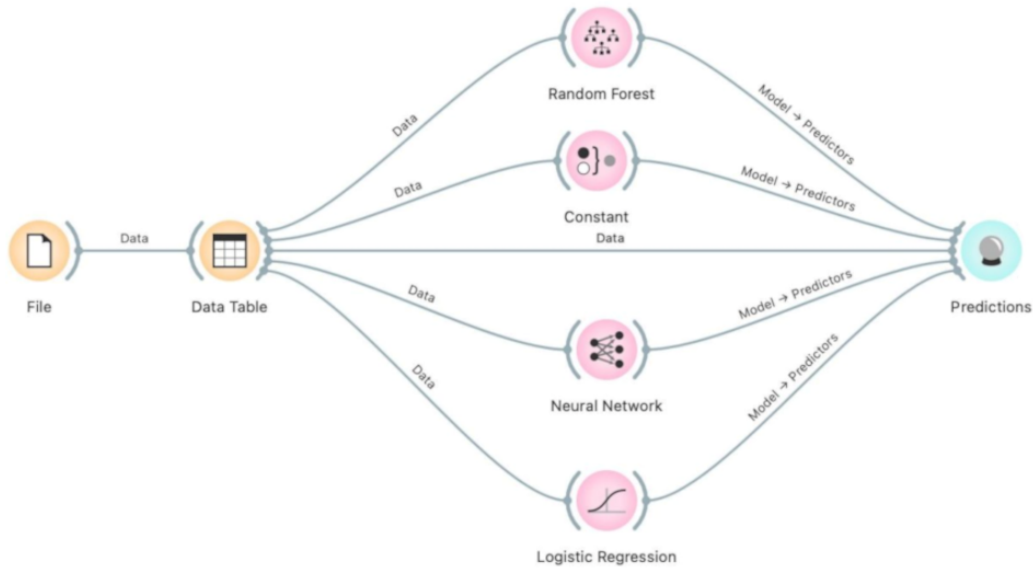 Random Forest
Data
Model → Predictors
Constant
Data
Model → Predictors
File
Data
Data Table
Data
Predictions
Neural Network
Data
Model → Predictors
Logistic Regression
Data
Model → Predictors